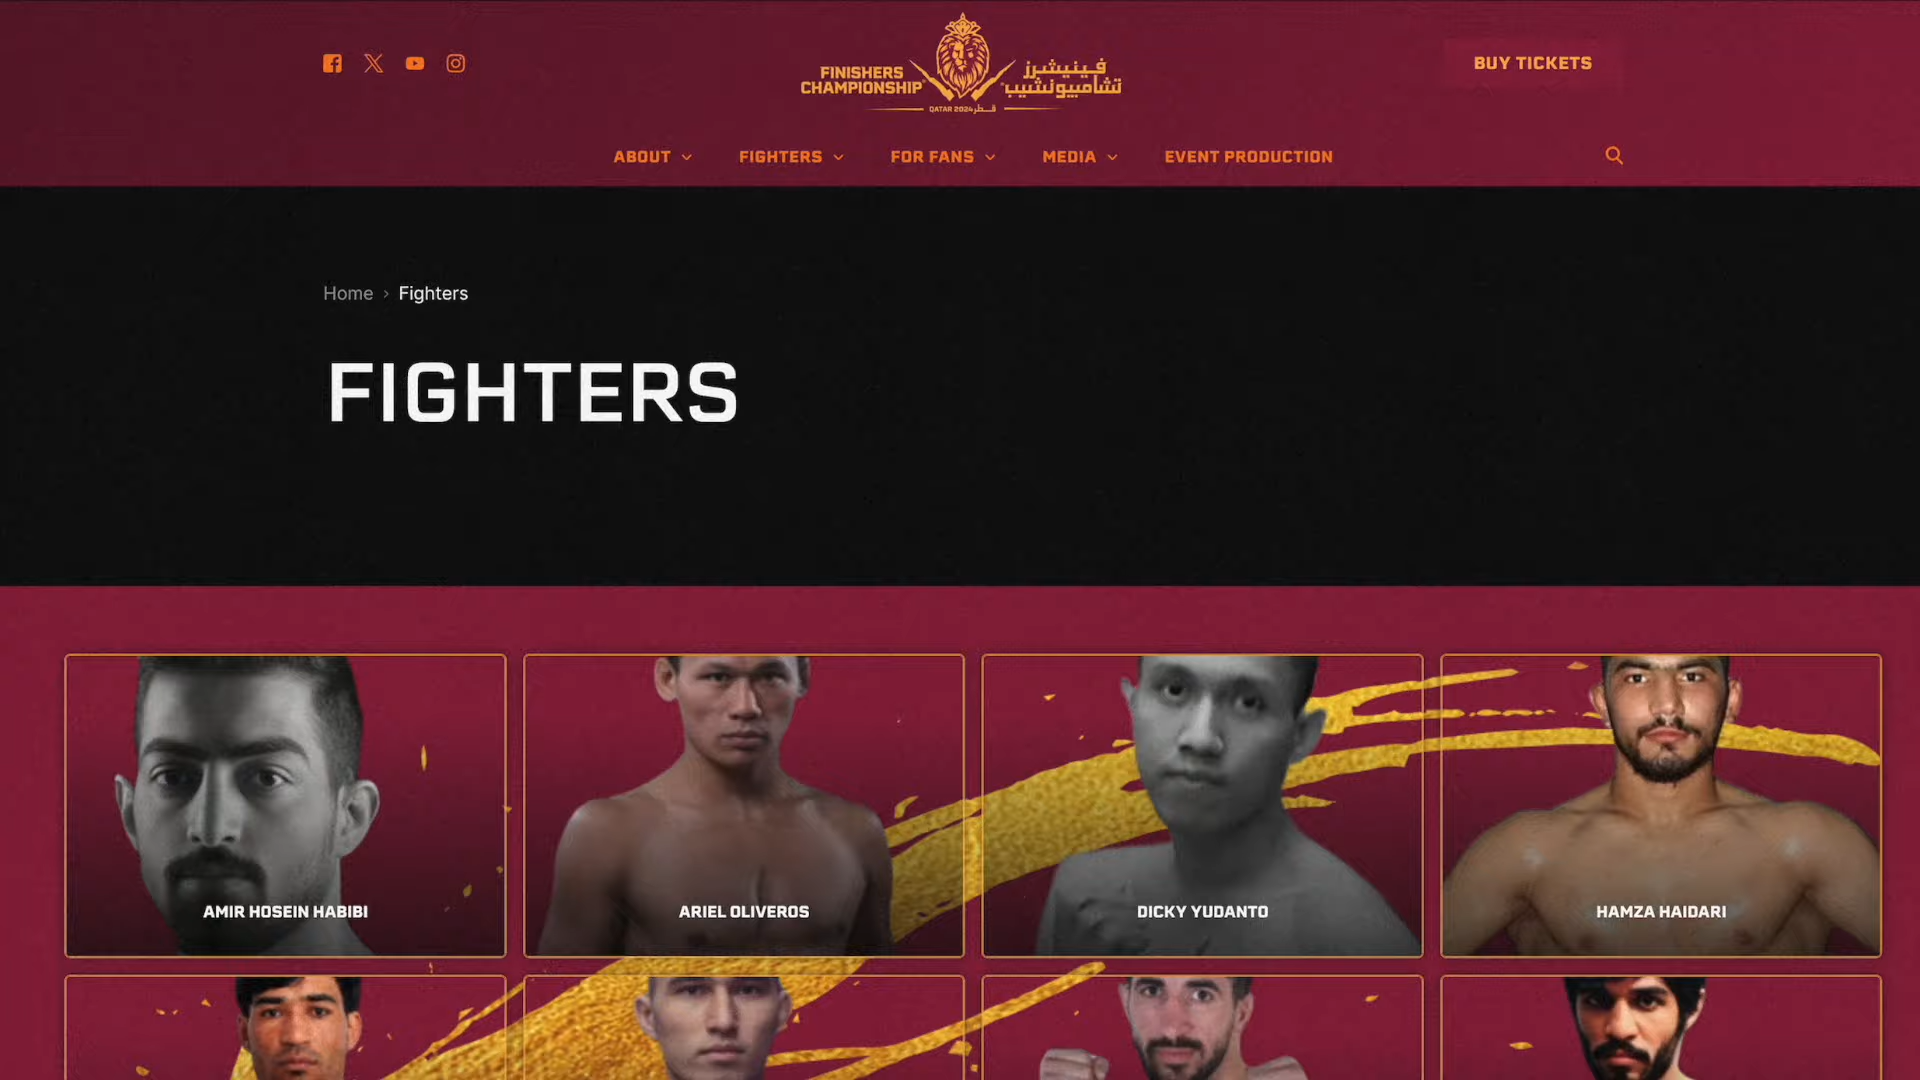 FINISHERS
CHAMPIONSHIP
فينيشرز
تشامبيونشيب
QATAR 2024 قطر
BUY TICKETS
ABOUT
FIGHTERS
FOR FANS
MEDIA
EVENT PRODUCTION
Home › Fighters
FIGHTERS
AMIR HOSEIN HABIBI
ARIEL OLIVEROS
DICKY YUDANTO
HAMZA HAIDARI